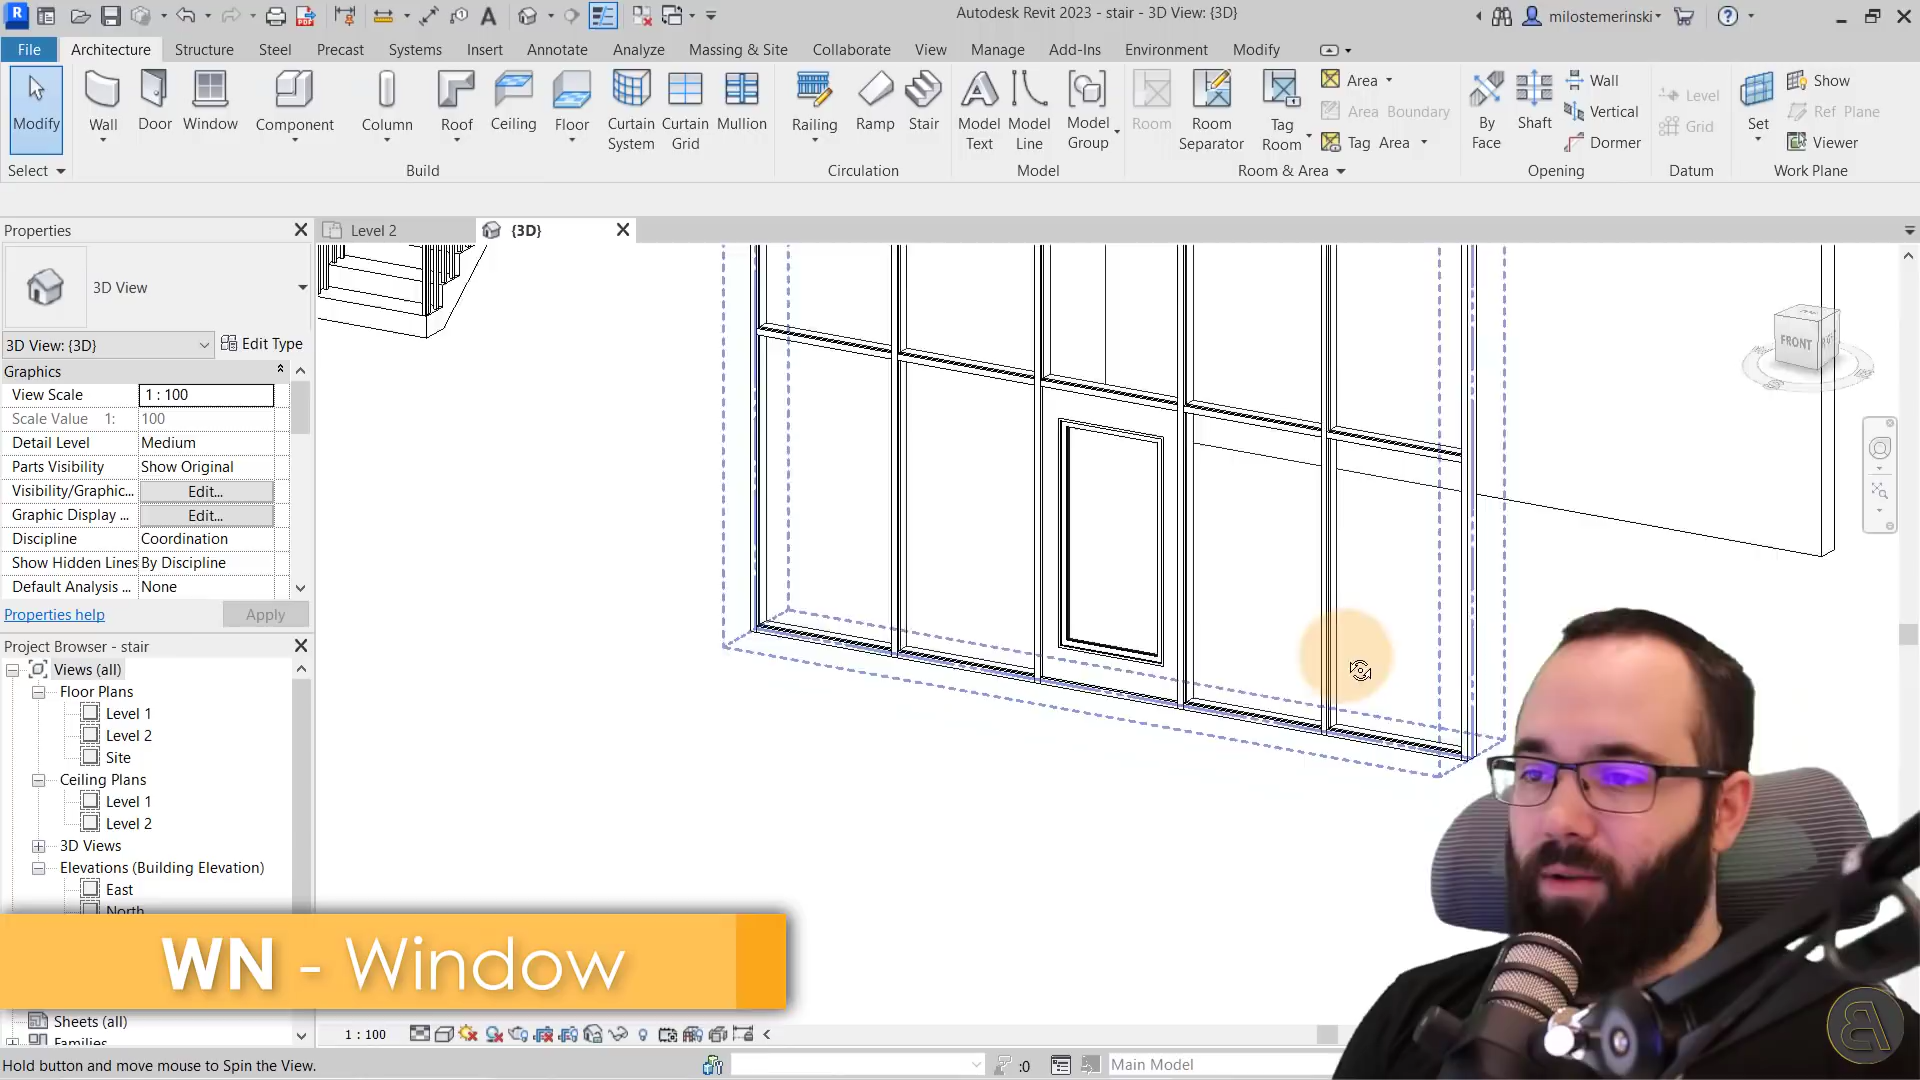 Autodesk Revit 2023 - stair - 3D View: {3D}
milostemerinski
File Architecture Structure Steel Precast Systems Insert Annotate Analyze Massing & Site Collaborate View Manage Add-Ins Environment Modify
Modify Wall Door Window Component Column Roof Ceiling Floor Curtain System Curtain Grid Mullion Railing Ramp Stair Model Text Model Line Model Group Room Room Separator Tag Room
Area
Area Boundary
Tag Area
By Face Shaft
Wall
Vertical
Dormer
Level
Grid
Set
Show
Ref Plane
Viewer
Select Build Circulation Model Room & Area Opening Datum Work Plane
Properties
Level 2
{3D}
3D View
3D View: {3D} Edit Type
Graphics
View Scale 1 : 100
Scale Value 1: 100
Detail Level Medium
Parts Visibility Show Original
Visibility/Graphic... Edit...
Graphic Display ... Edit...
Discipline Coordination
Show Hidden Lines By Discipline
Default Analysis ... None
Properties help Apply
Project Browser - stair
Views (all)
Floor Plans
Level 1
Level 2
Site
Ceiling Plans
Level 1
Level 2
3D Views
Elevations (Building Elevation)
East
North
Sheets (all)
Families
FRONT
WN - Window
1 : 100
Hold button and move mouse to Spin the View.
:0
Main Model